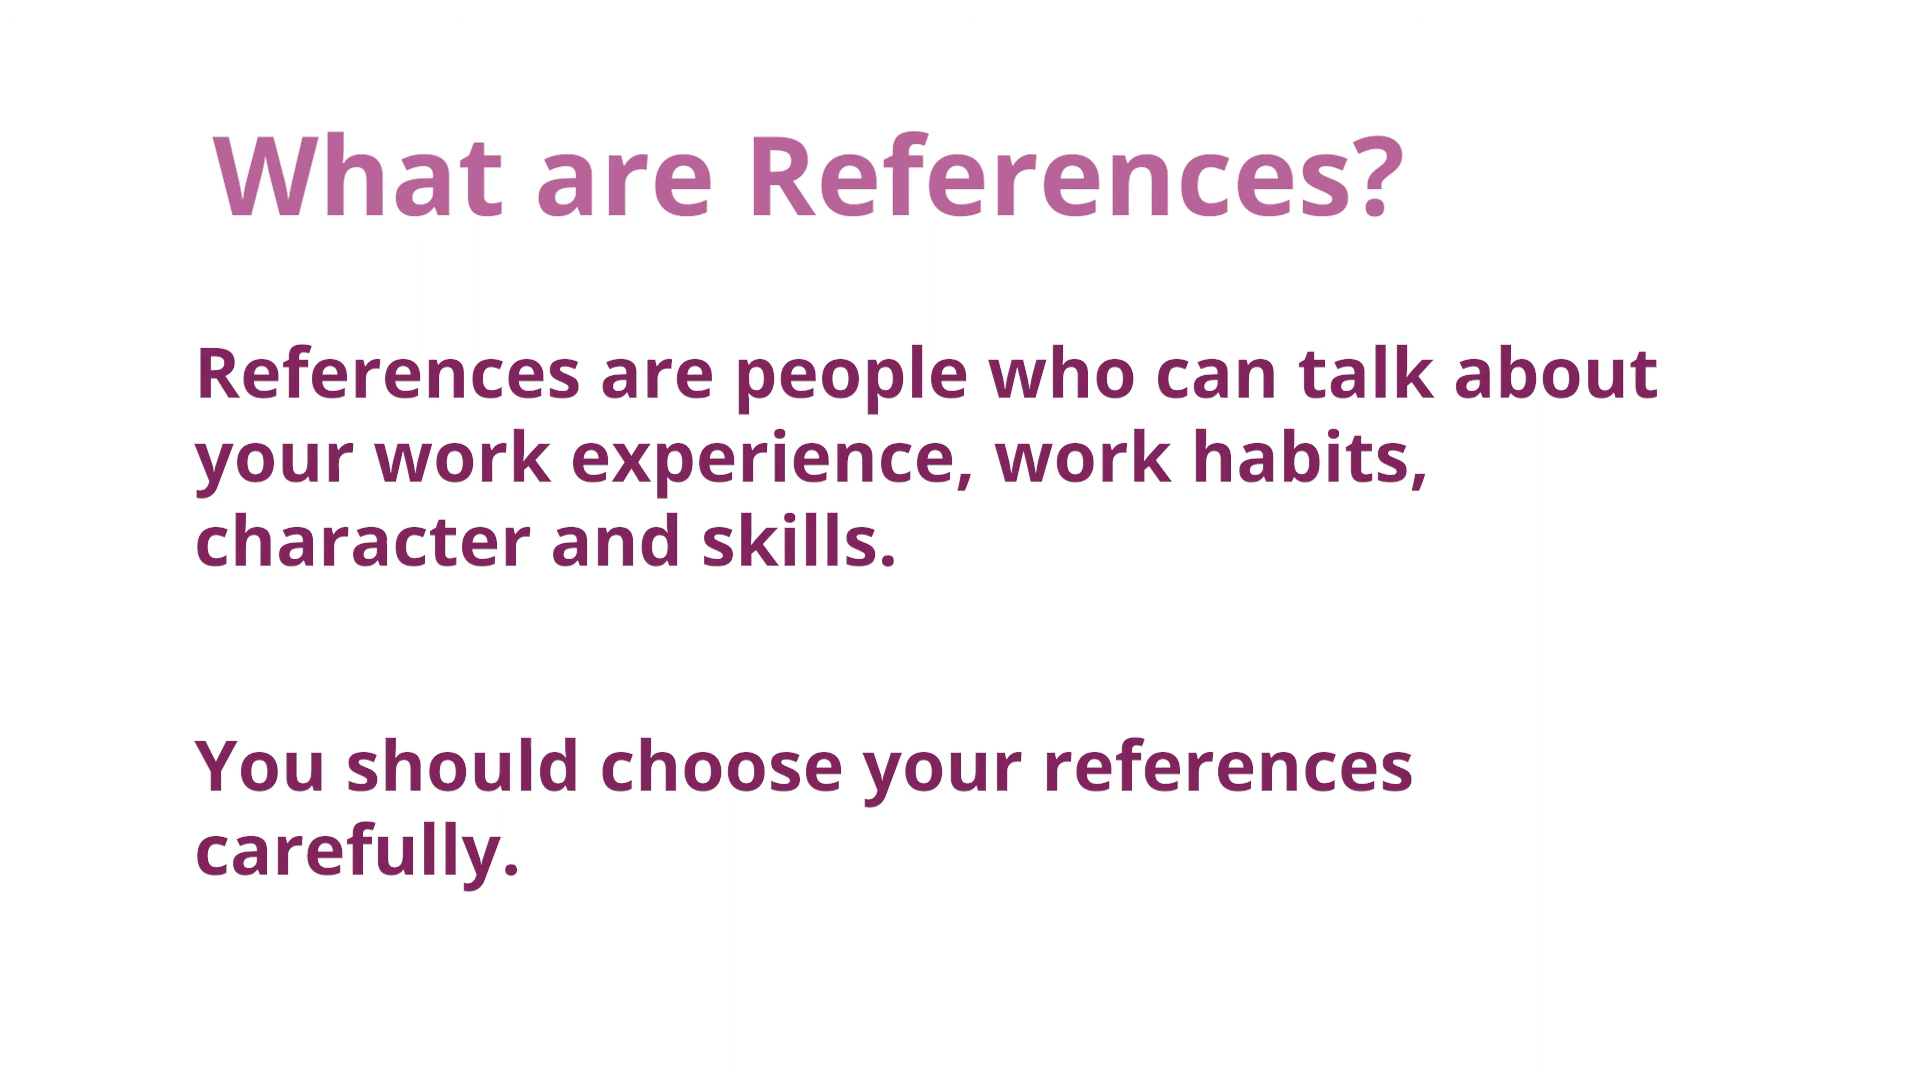 What are References?
References are people who can talk about
your work experience, work habits,
character and skills.
You should choose your references
carefully.